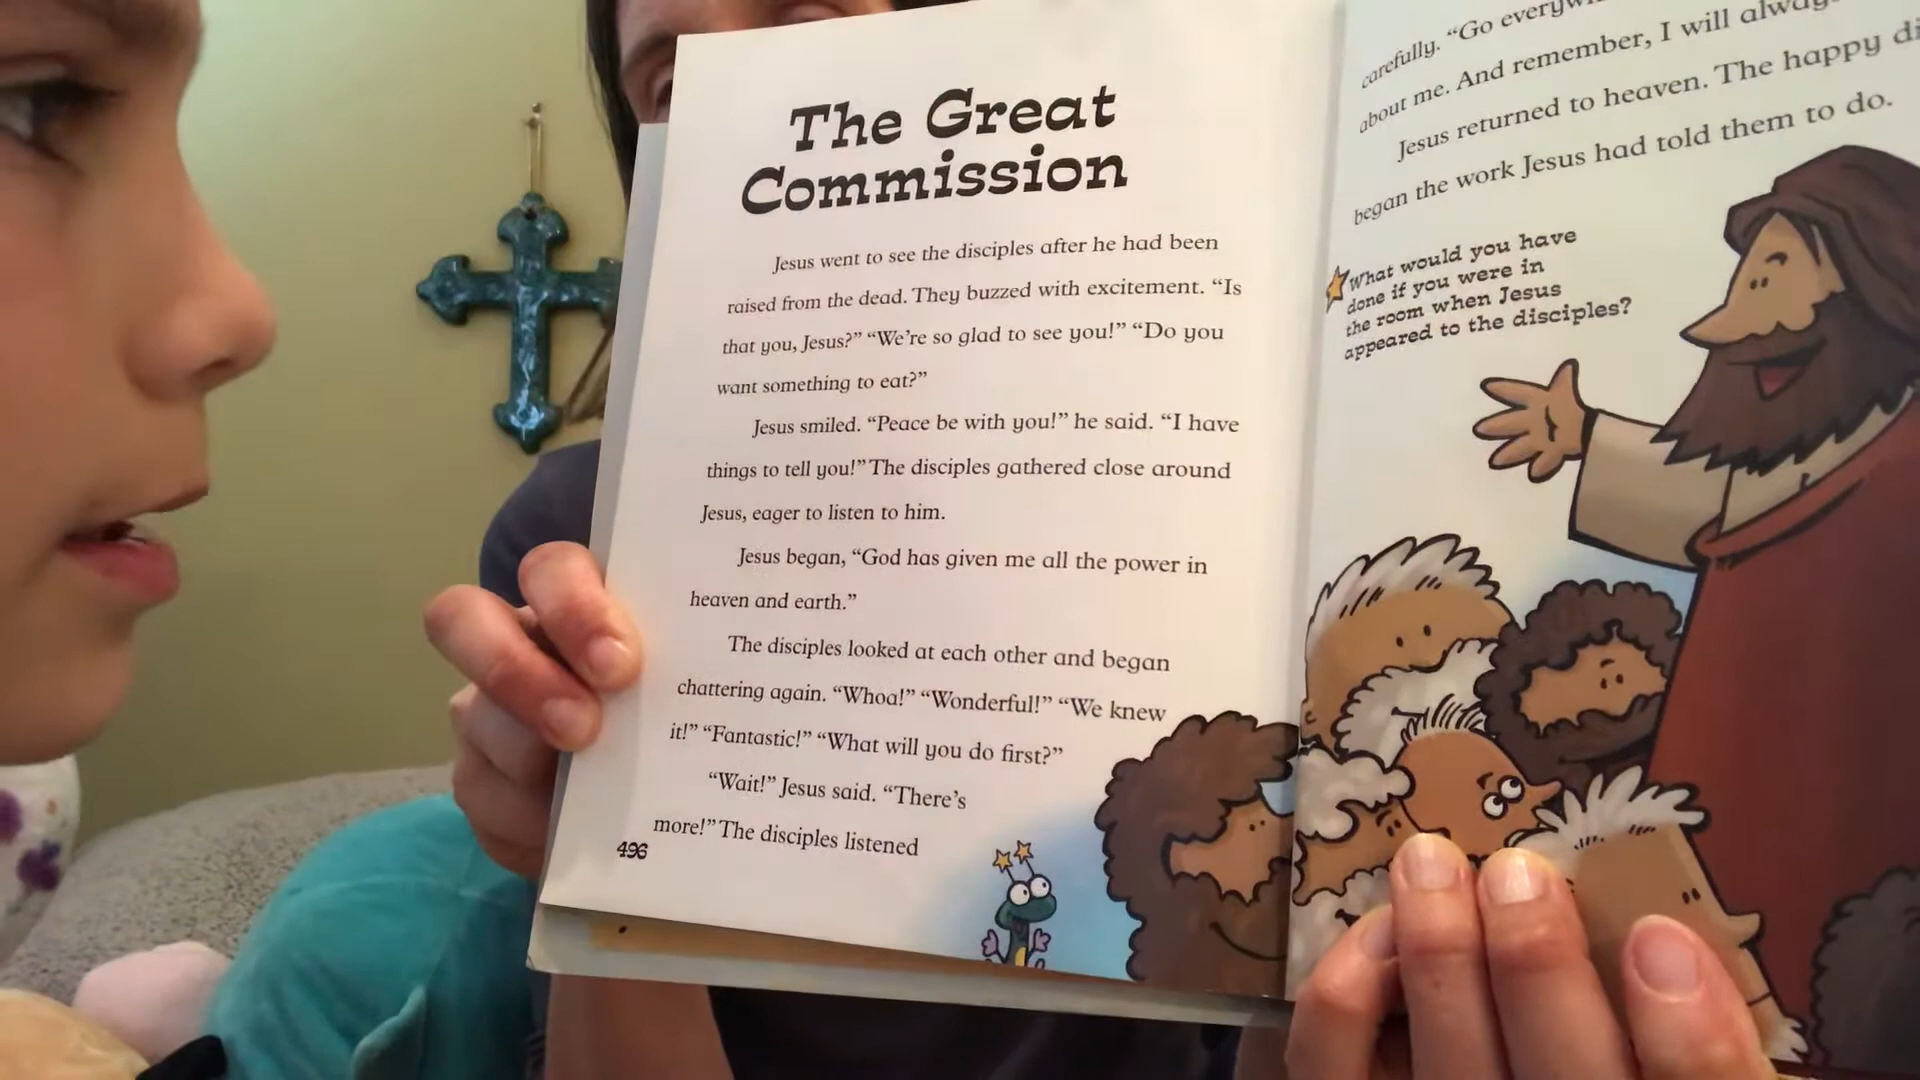 The Great
Commission
Jesus went to see the disciples after he had been
raised from the dead. They buzzed with excitement. “Is
that you, Jesus?” “We're so glad to see you!” “Do you
want something to eat?”
Jesus smiled. “Peace be with you!” he said. “I have
things to tell you!” The disciples gathered close around
Jesus, eager to listen to him.
Jesus began, “God has given me all the power in
heaven and earth.”
The disciples looked at each other and began
chattering again. “Whoa!” “Wonderful!” “We knew
it!” “Fantastic!” “What will you do first?”
“Wait!” Jesus said. “There's
more!” The disciples listened
496
carefully. “Go
about me. And remember, I will
Jesus returned to heaven. The happy
began the work Jesus had told them to do.
What would you have
done if you were in
the room when Jesus
appeared to the disciples?